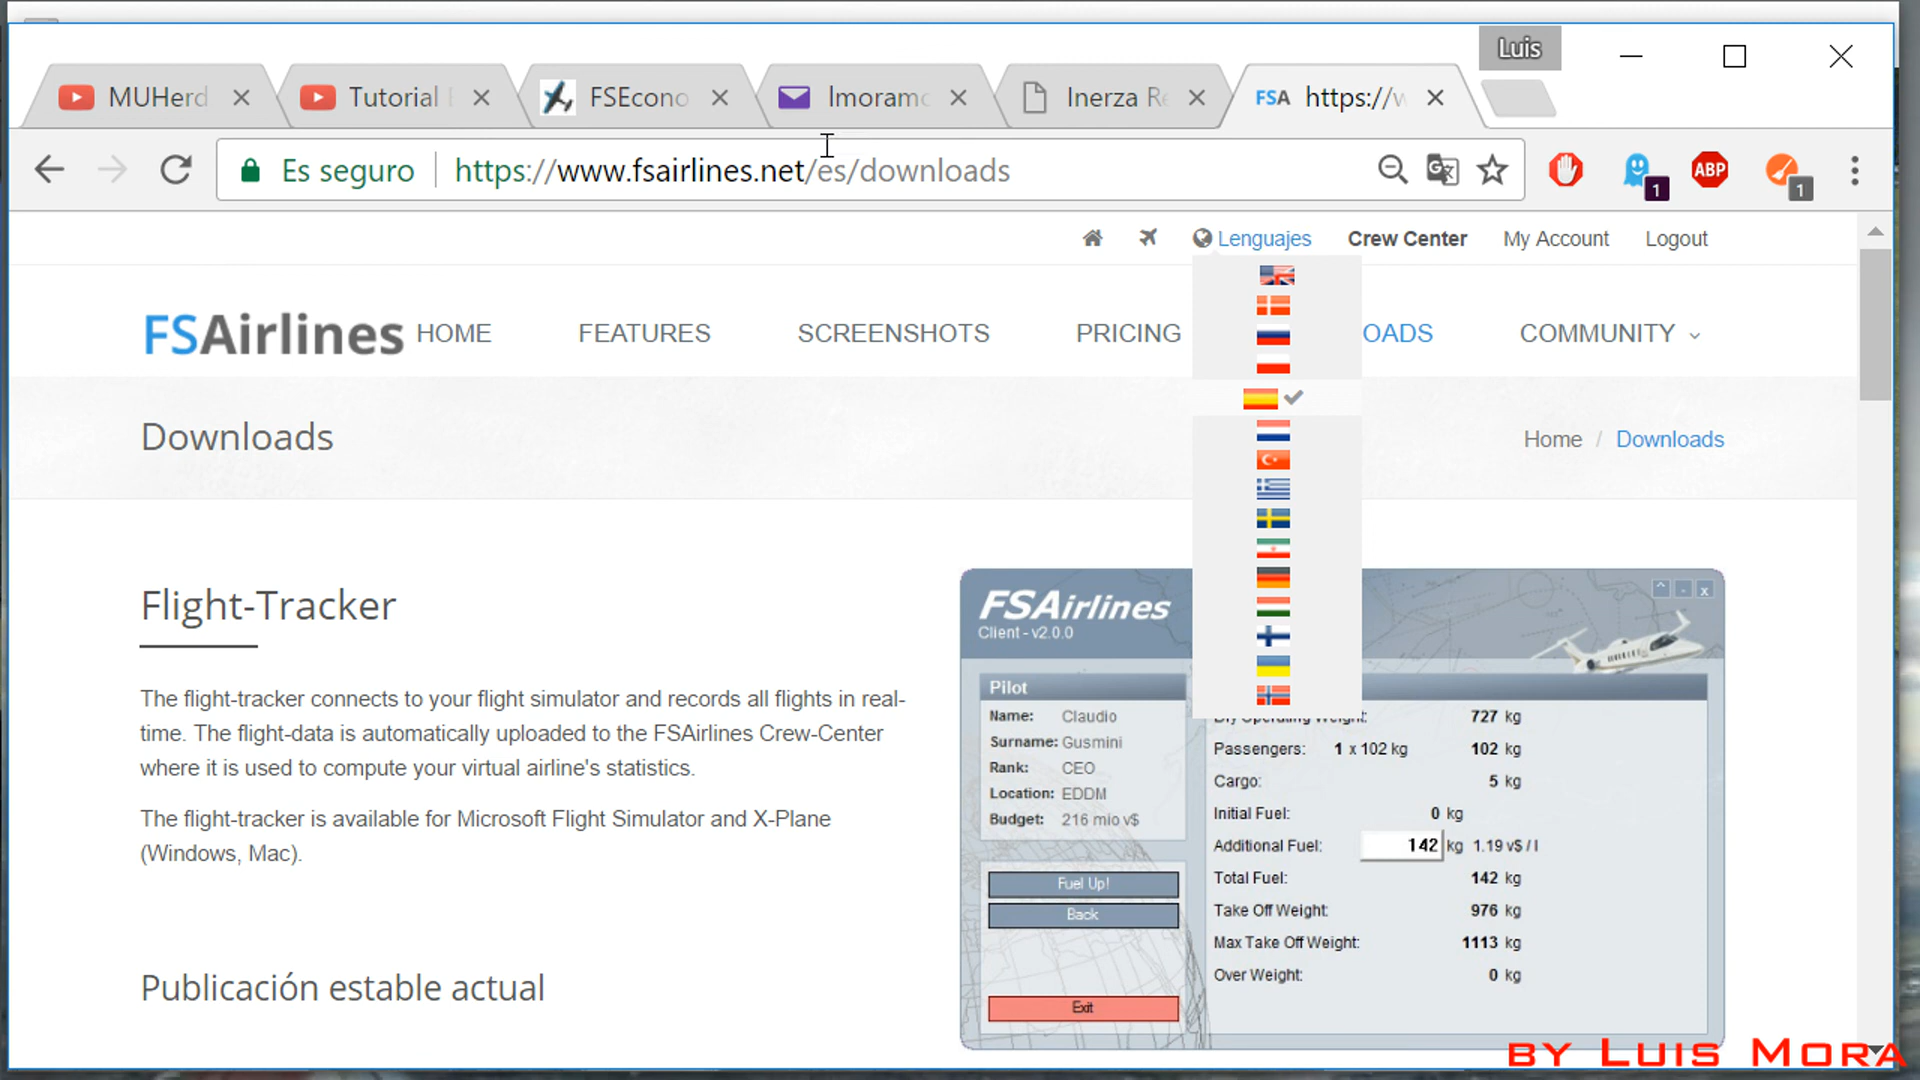 Luis
MUHerd
Tutorial
FSEcono
lmoramo
Inerza Re
FSA https://w
Es seguro https://www.fsairlines.net/es/downloads
1 ABP 1
Lenguajes Crew Center My Account Logout
FSAirlines HOME FEATURES SCREENSHOTS PRICING OADS COMMUNITY
Downloads
Home / Downloads
Flight-Tracker
The flight-tracker connects to your flight simulator and records all flights in real-
time. The flight-data is automatically uploaded to the FSAirlines Crew-Center
where it is used to compute your virtual airline's statistics.
The flight-tracker is available for Microsoft Flight Simulator and X-Plane
(Windows, Mac).
Publicación estable actual
FSAirlines
Client - v2.0.0
Pilot
Name: Claudio
Surname: Gusmini
Rank: CEO
Location: EDDM
Budget: 216 mio v$
Fuel Up!
Back
Exit
Dry Operating Weight: 727 kg
Passengers: 1 x 102 kg 102 kg
Cargo: 5 kg
Initial Fuel: 0 kg
Additional Fuel: 142 kg 1.19 v$ / l
Total Fuel: 142 kg
Take Off Weight: 976 kg
Max Take Off Weight: 1113 kg
Over Weight: 0 kg
BY LUIS MORA